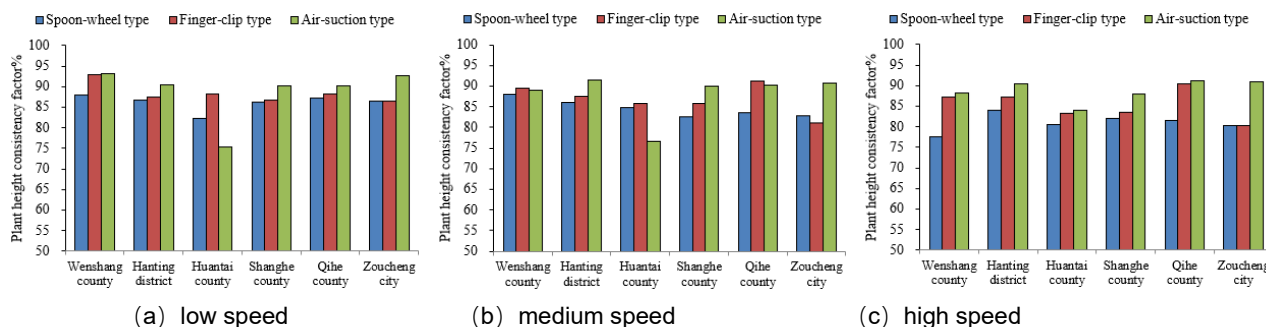 Spoon-wheel type Finger-clip type Air-suction type
Plant height consistency factor%
100
95
90
85
80
75
70
65
60
55
50
Wenshang county
Hanting district
Huantai county
Shanghe county
Qihe county
Zoucheng city
(a) low speed
Spoon-wheel type Finger-clip type Air-suction type
Plant height consistency factor%
100
95
90
85
80
75
70
65
60
55
50
Wenshang county
Hanting district
Huantai county
Shanghe county
Qihe county
Zoucheng city
(b) medium speed
Spoon-wheel type Finger-clip type Air-suction type
Plant height consistency factor%
100
95
90
85
80
75
70
65
60
55
50
Wenshang county
Hanting district
Huantai county
Shanghe county
Qihe county
Zoucheng city
(c) high speed